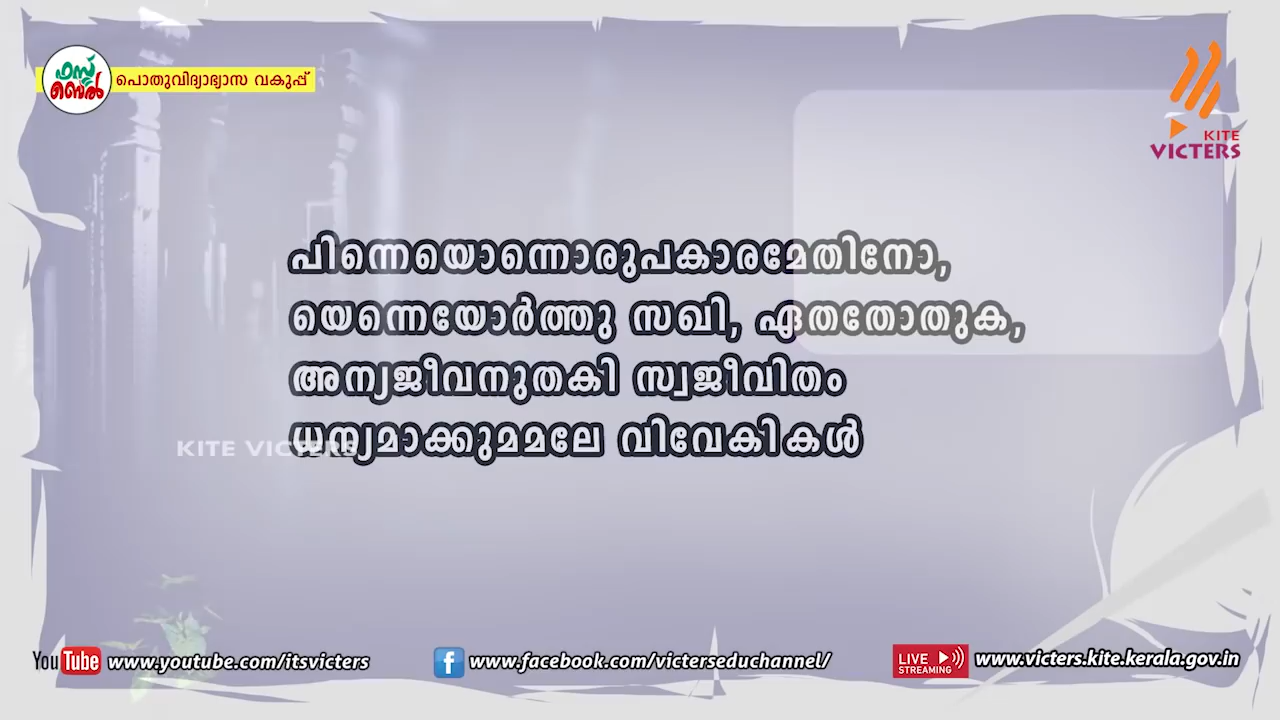 ഫസ്റ്റ്
ബെൽ
പൊതുവിദ്യാഭ്യാസ വകുപ്പ്
KITE
VICTERS
പിന്നെയൊന്നൊരുപകാരമേതിനോ,
യെന്നെയോർത്തു സഖി, ഏതതോതുക,
അന്യജീവനുതകി സ്വജീവിതം
ധന്യമാക്കുമമലേ വിവേകികൾ
KITE VICTERS
YouTube www.youtube.com/itsvicters
f www.facebook.com/victerseduchannel/
LIVE STREAMING www.victers.kite.kerala.gov.in